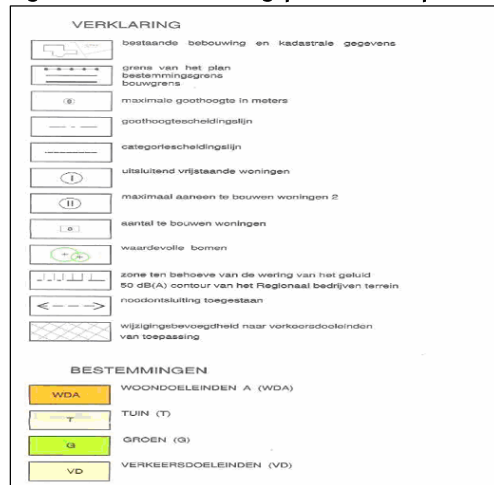 VERKLARING
bestaande bebouwing en kadastrale gegevens
grens van het plan
bestemmingsgrens
bouwgrens
maximale goothoogte in meters
goothoogtescheidingslijn
categoriescheidingslijn
I uitsluitend vrijstaande woningen
II maximaal aaneen te bouwen woningen 2
aantal te bouwen woningen
waardevolle bomen
zone ten behoeve van de wering van het geluid
50 dB(A) contour van het Regionaal bedrijven terrein
noodontsluiting toegestaan
wijzigingsbevoegdheid naar verkeersdoeleinden
van toepassing
BESTEMMINGEN
WDA WOONDOELEINDEN A (WDA)
T TUIN (T)
G GROEN (G)
VD VERKEERSDOELEINDEN (VD)